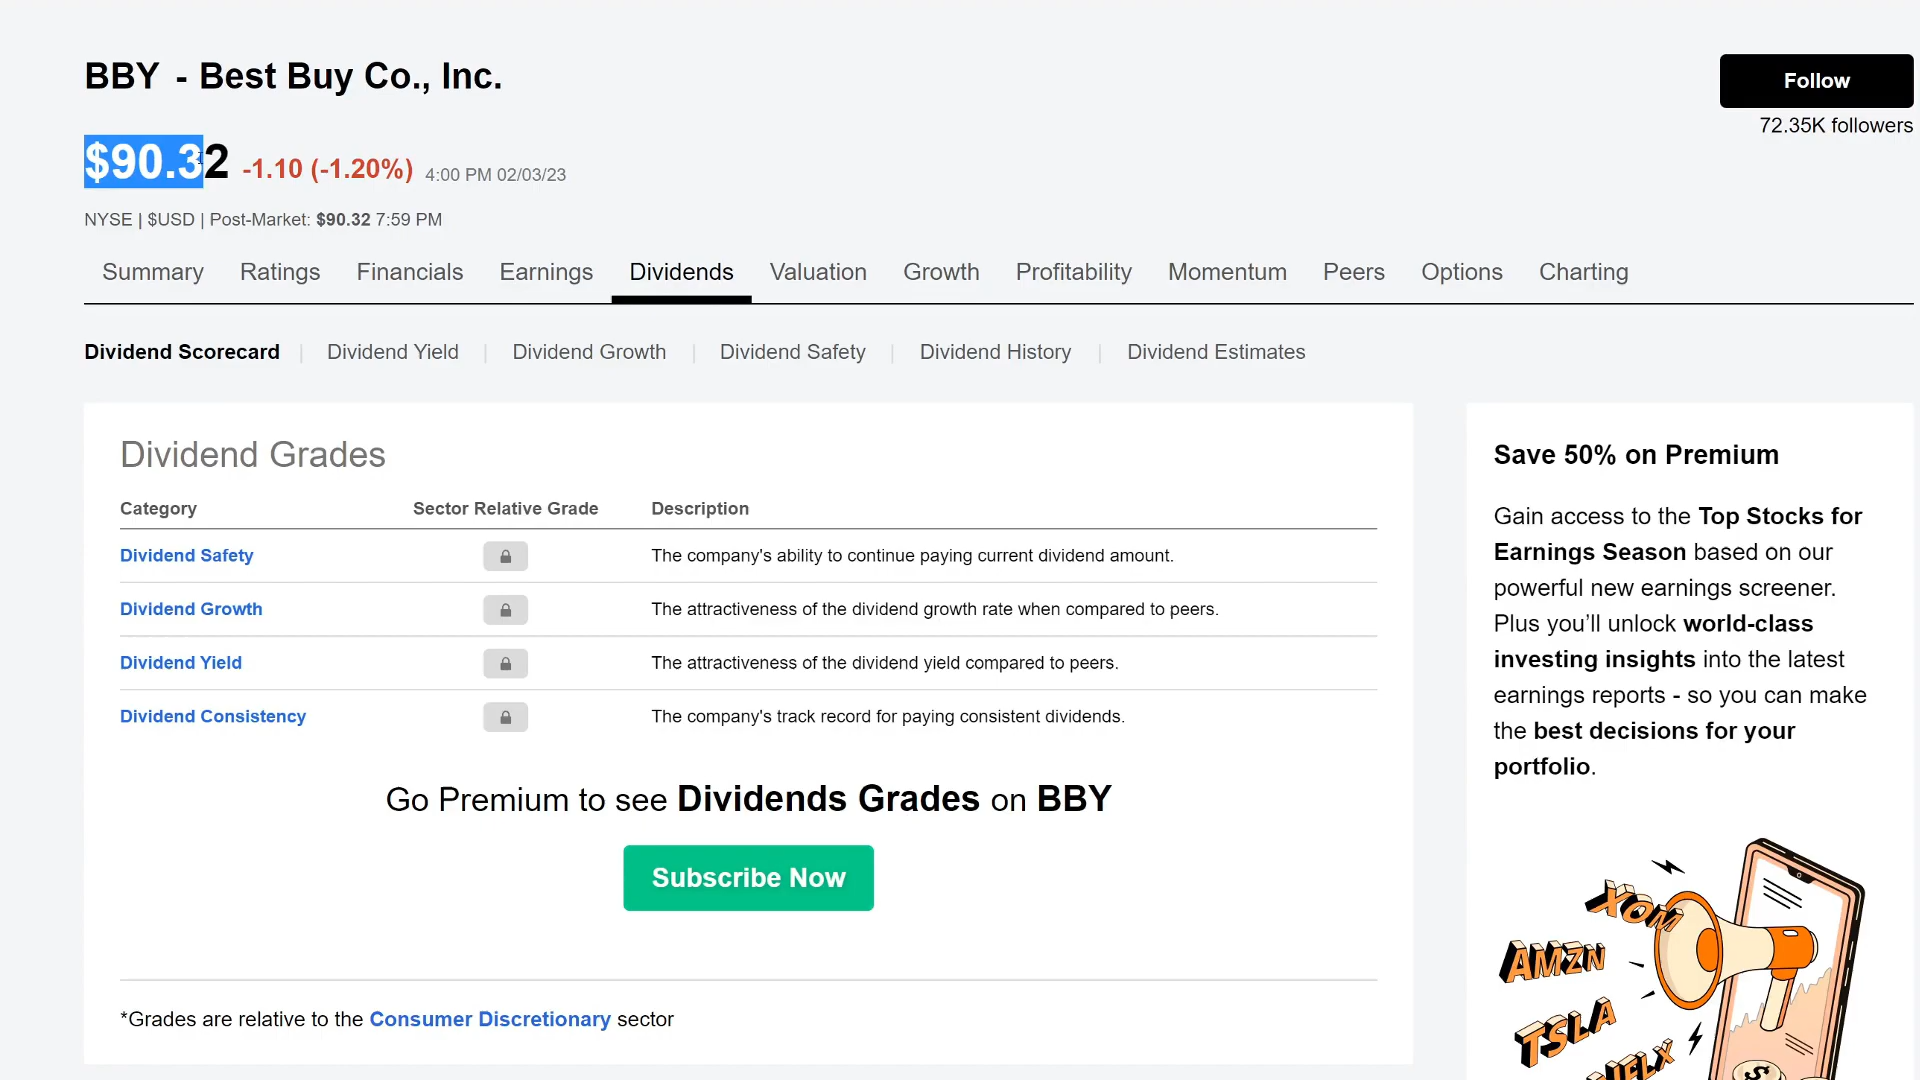 BBY - Best Buy Co., Inc.
Follow
72.35K followers
$90.32 -1.10 (-1.20%) 4:00 PM 02/03/23
NYSE | $USD | Post-Market: $90.32 7:59 PM
Summary Ratings Financials Earnings Dividends Valuation Growth Profitability Momentum Peers Options Charting
Dividend Scorecard | Dividend Yield | Dividend Growth | Dividend Safety | Dividend History | Dividend Estimates
Dividend Grades
Category Sector Relative Grade Description
Dividend Safety The company's ability to continue paying current dividend amount.
Dividend Growth The attractiveness of the dividend growth rate when compared to peers.
Dividend Yield The attractiveness of the dividend yield compared to peers.
Dividend Consistency The company's track record for paying consistent dividends.
Go Premium to see Dividends Grades on BBY
Subscribe Now
*Grades are relative to the Consumer Discretionary sector
Save 50% on Premium
Gain access to the Top Stocks for
Earnings Season based on our
powerful new earnings screener.
Plus you’ll unlock world-class
investing insights into the latest
earnings reports - so you can make
the best decisions for your
portfolio.
XOM
AMZN
TSLA
$